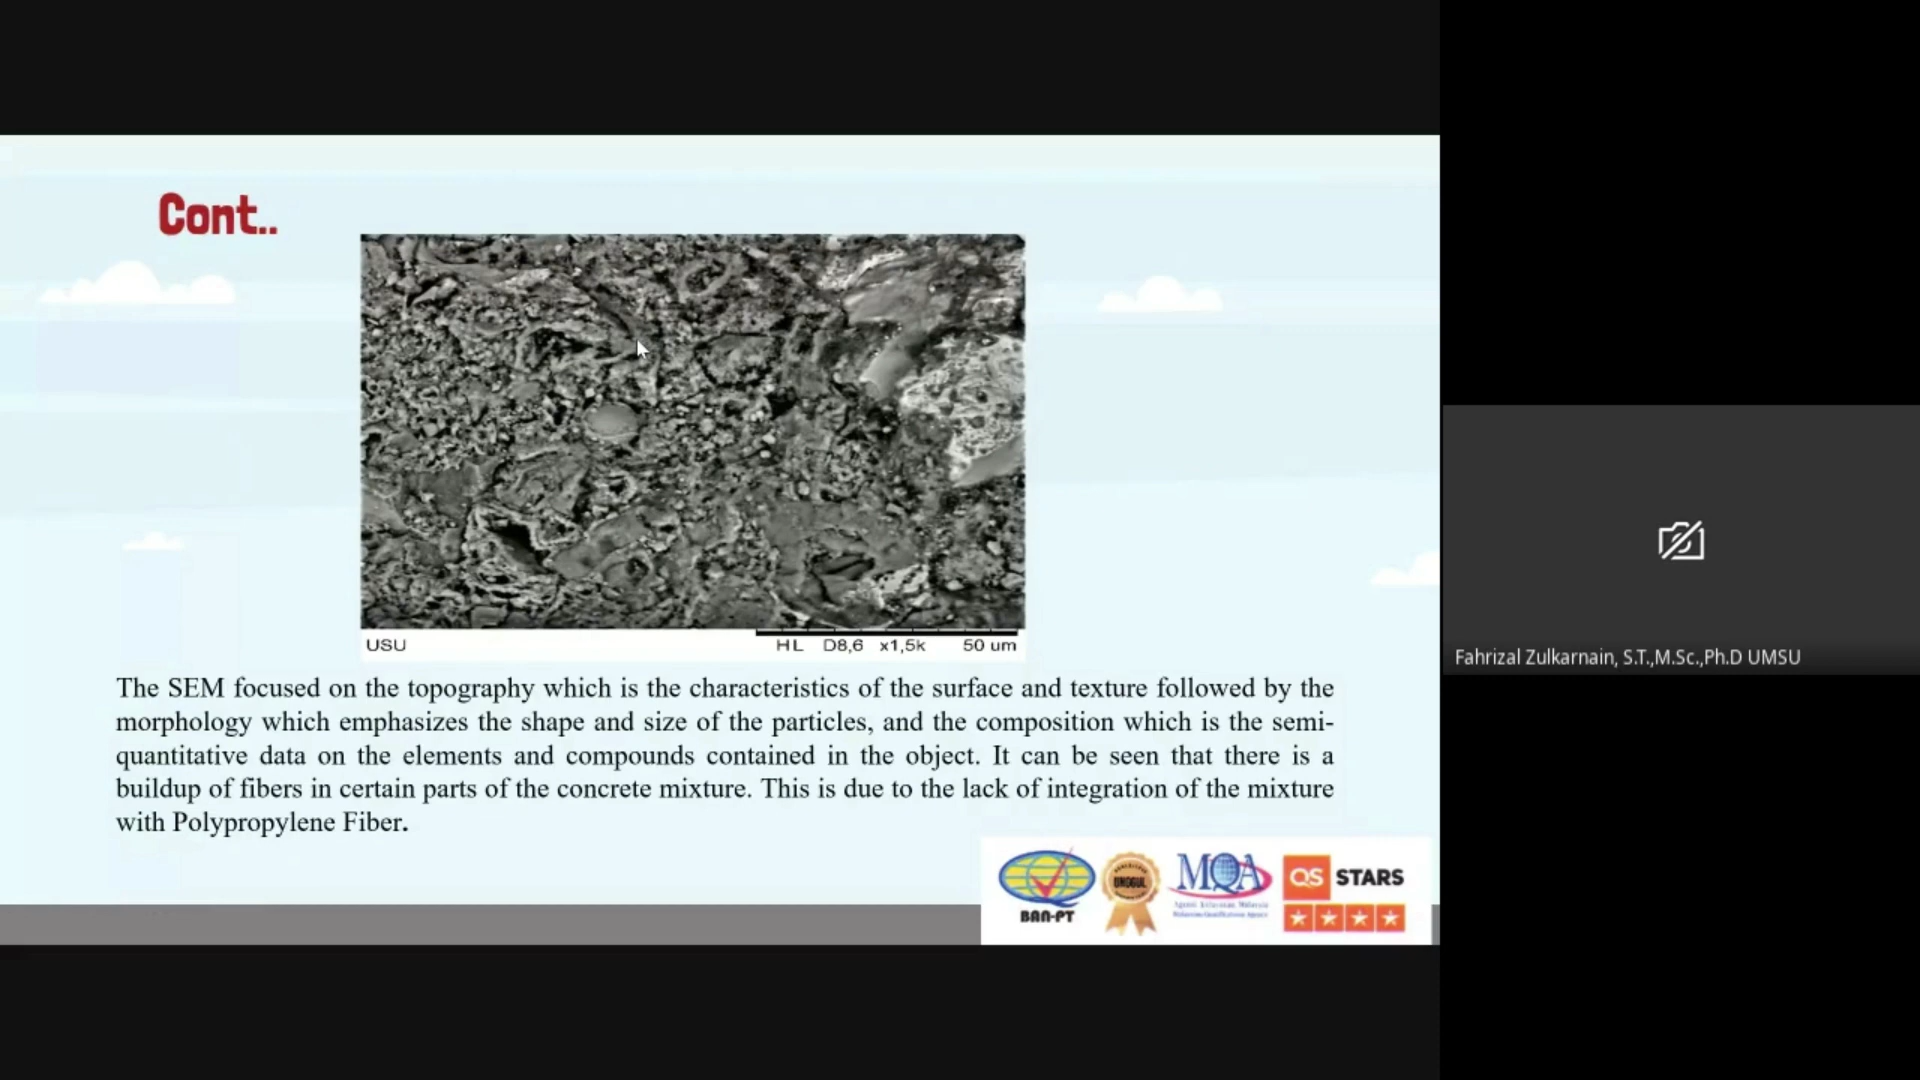 Cont..
USU HL D8,6 x1,5k 50 um
The SEM focused on the topography which is the characteristics of the surface and texture followed by the
morphology which emphasizes the shape and size of the particles, and the composition which is the semi-
quantitative data on the elements and compounds contained in the object. It can be seen that there is a
buildup of fibers in certain parts of the concrete mixture. This is due to the lack of integration of the mixture
with Polypropylene Fiber.
BAN-PT
UNGGUL
MQA
QS STARS
Fahrizal Zulkarnain, S.T.,M.Sc.,Ph.D UMSU